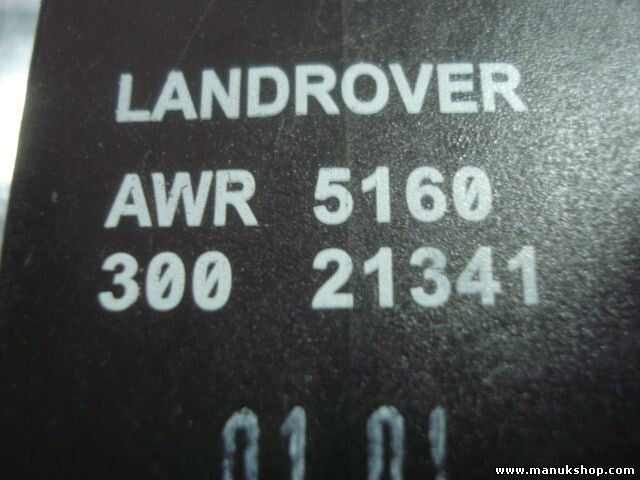 LANDROVER
AWR 5160
300 21341
www.manukshop.com